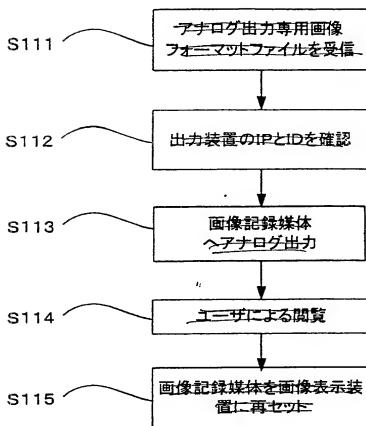 S111
アナログ出力専用画像
フォーマットファイルを受信
S112
出力装置のIPとIDを確認
S113
画像記録媒体
へアナログ出力
S114
ユーザによる閲覧
S115
画像記録媒体を画像表示装
置に再セット